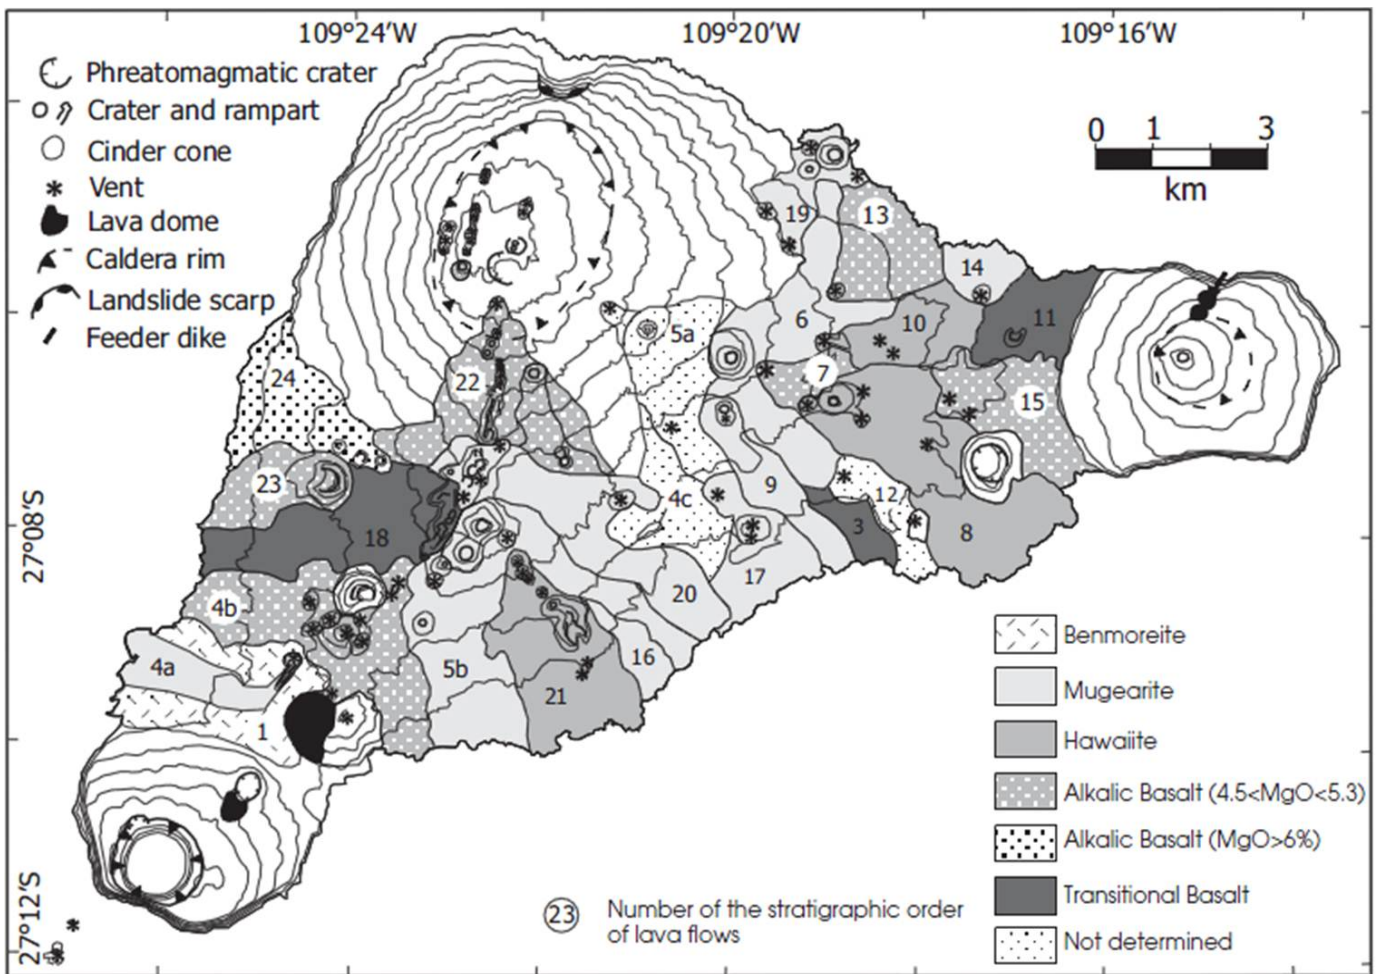 109°24'W
109°20'W
109°16'W
Phreatomagmatic crater
Crater and rampart
Cinder cone
Vent
Lava dome
Caldera rim
Landslide scarp
Feeder dike
0 1 3
km
19
13
14
5a
6
10
11
24
22
7
15
23
4c
9
12
18
3
8
4b
20
17
4a
5b
16
21
1
27°08'S
27°12'S
Benmoreite
Mugearite
Hawaiite
Alkalic Basalt (4.5<MgO<5.3)
Alkalic Basalt (MgO>6%)
Transitional Basalt
Not determined
23 Number of the stratigraphic order
of lava flows